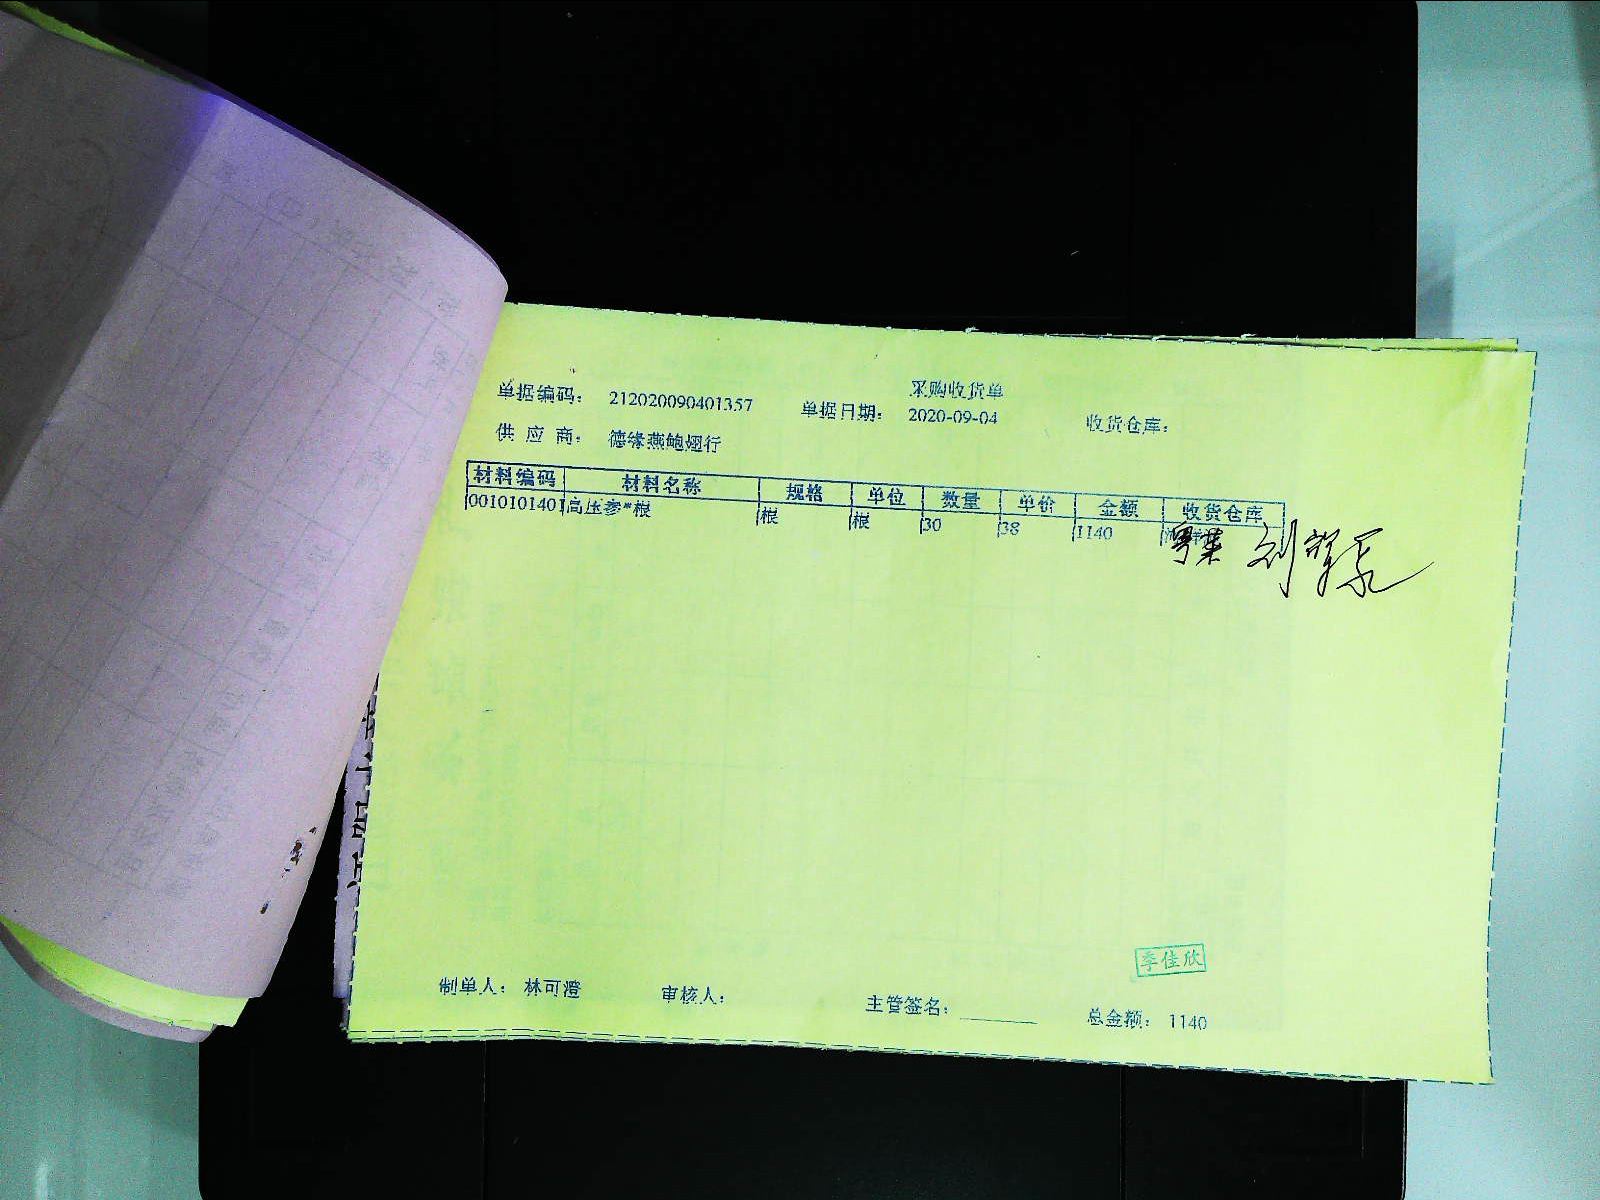 采购收货单
单据编码： 212020090401357 单据日期： 2020-09-04 收货仓库：
供 应 商： 德缘燕鲍翅行
材料编码 材料名称 规格 单位 数量 单价 金额 收货仓库
0010101401 高压参*根 根 根 30 38 1140
粤菜 刘
李佳欣
制单人： 林可澄 审核人： 主管签名： 总金额： 1140